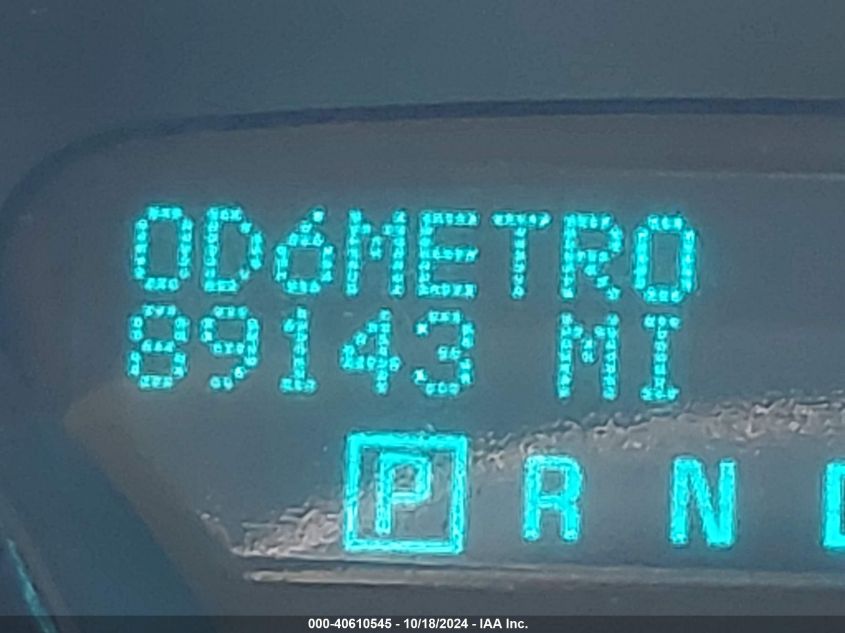 ODóMETRO
89143 MI
P R N
000-40610545 - 10/18/2024 - IAA Inc.